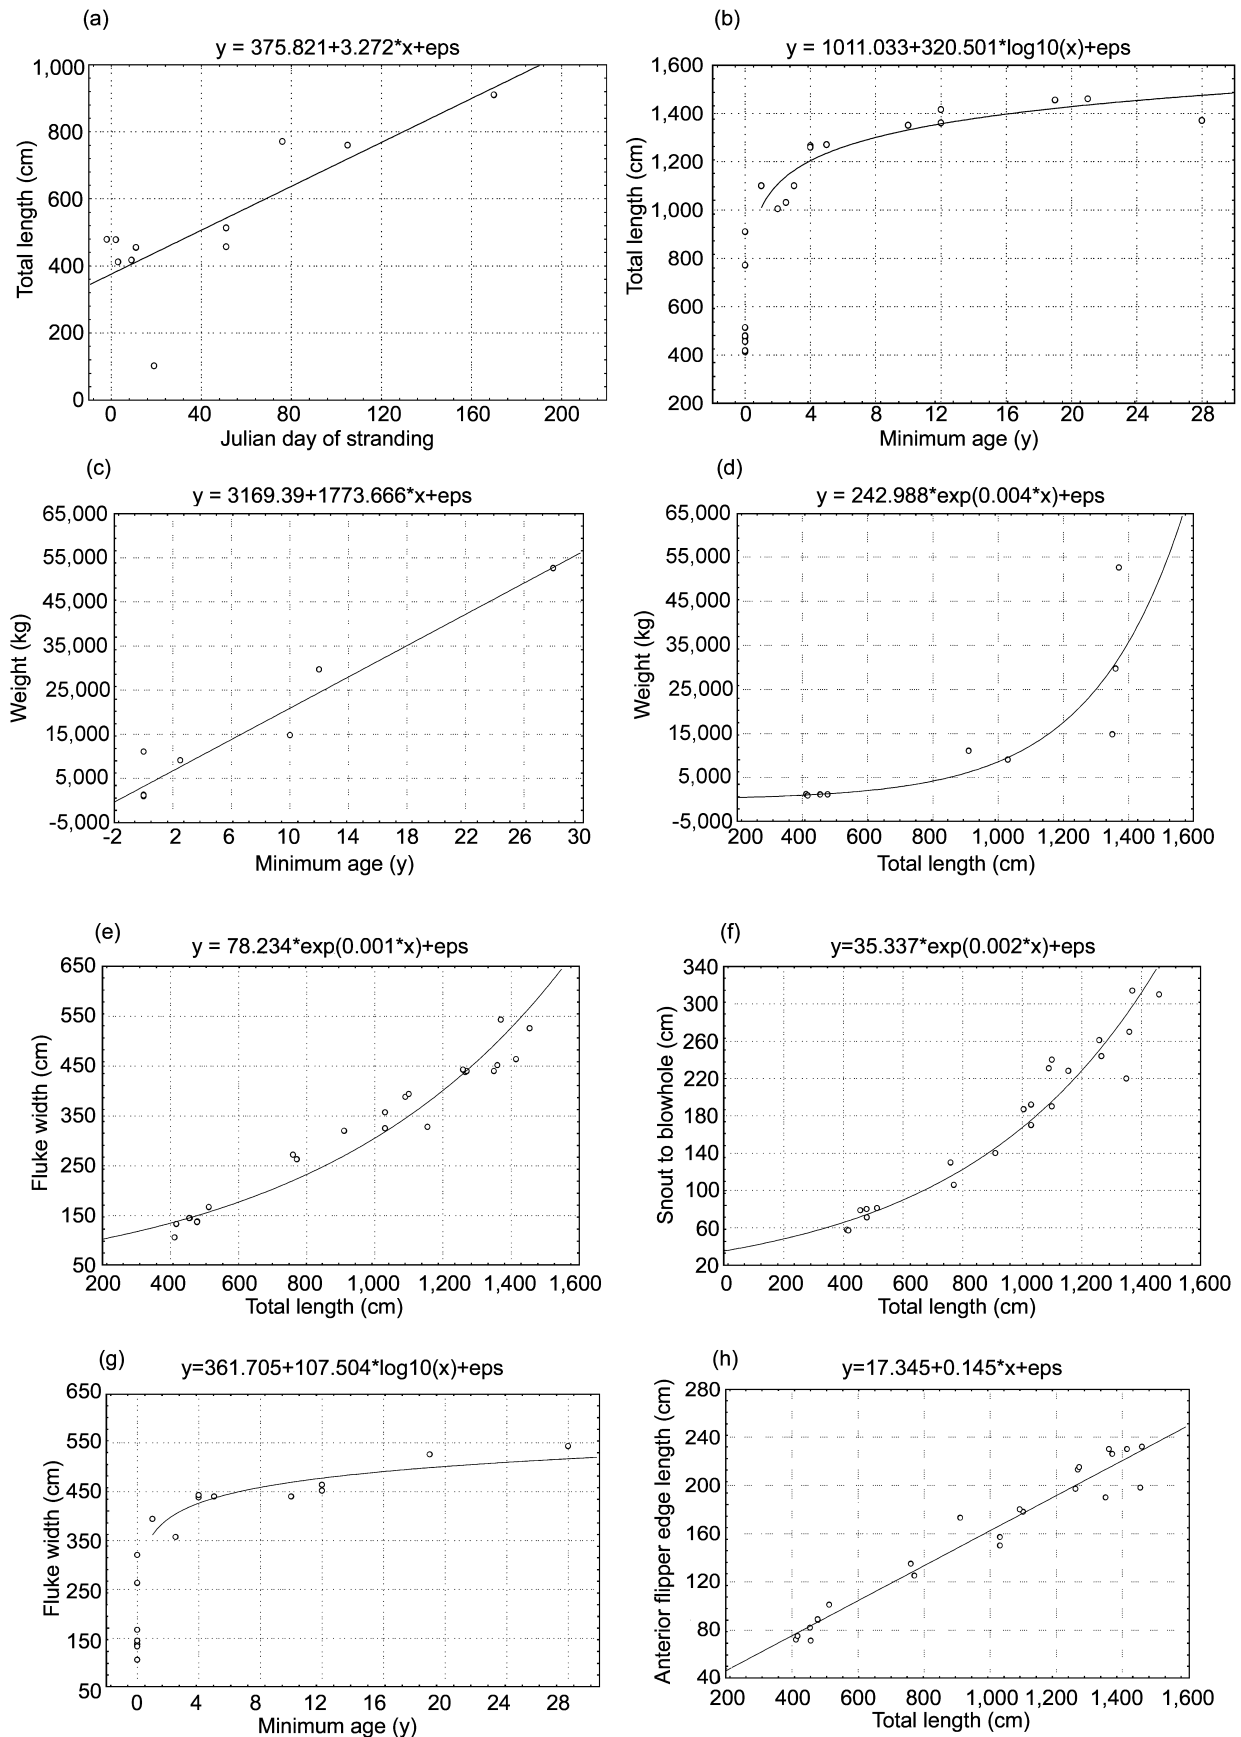 (a)
y = 375.821+3.272*x+eps
1,000
800
600
400
200
0
Total length (cm)
0 40 80 120 160 200
Julian day of stranding
(b)
y = 1011.033+320.501*log10(x)+eps
1,600
1,400
1,200
1,000
800
600
400
200
Total length (cm)
0 4 8 12 16 20 24 28
Minimum age (y)
(c)
y = 3169.39+1773.666*x+eps
65,000
55,000
45,000
35,000
25,000
15,000
5,000
-5,000
Weight (kg)
-2 2 6 10 14 18 22 26 30
Minimum age (y)
(d)
y = 242.988*exp(0.004*x)+eps
65,000
55,000
45,000
35,000
25,000
15,000
5,000
-5,000
Weight (kg)
200 400 600 800 1,000 1,200 1,400 1,600
Total length (cm)
(e)
y = 78.234*exp(0.001*x)+eps
650
550
450
350
250
150
50
Fluke width (cm)
200 400 600 800 1,000 1,200 1,400 1,600
Total length (cm)
(f)
y=35.337*exp(0.002*x)+eps
340
300
260
220
180
140
100
60
20
Snout to blowhole (cm)
0 200 400 600 800 1,000 1,200 1,400 1,600
Total length (cm)
(g)
y=361.705+107.504*log10(x)+eps
650
550
450
350
250
150
50
Fluke width (cm)
0 4 8 12 16 20 24 28
Minimum age (y)
(h)
y=17.345+0.145*x+eps
280
240
200
160
120
80
40
Anterior flipper edge length (cm)
200 400 600 800 1,000 1,200 1,400 1,600
Total length (cm)